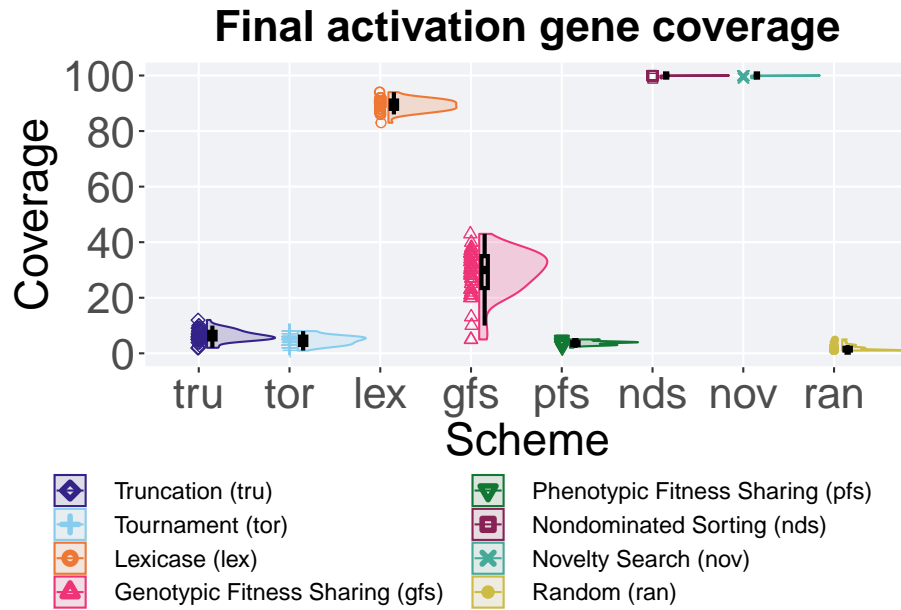 Final activation gene coverage
Coverage
100
80
60
40
20
0
tru tor lex gfs pfs nds nov ran
Scheme
Truncation (tru)
Tournament (tor)
Lexicase (lex)
Genotypic Fitness Sharing (gfs)
Phenotypic Fitness Sharing (pfs)
Nondominated Sorting (nds)
Novelty Search (nov)
Random (ran)